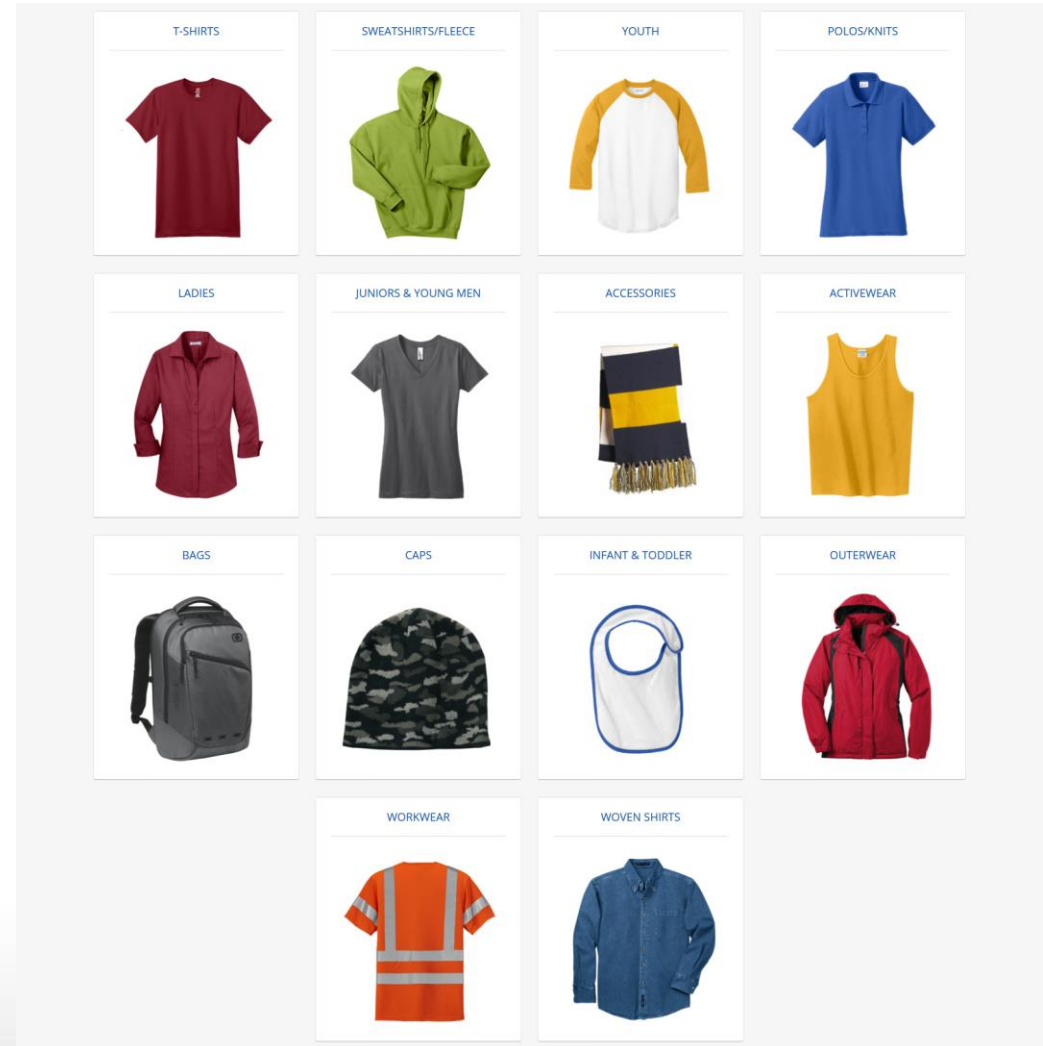 T-SHIRTS
SWEATSHIRTS/FLEECE
YOUTH
POLOS/KNITS
LADIES
JUNIORS & YOUNG MEN
ACCESSORIES
ACTIVEWEAR
BAGS
CAPS
INFANT & TODDLER
OUTERWEAR
WORKWEAR
WOVEN SHIRTS